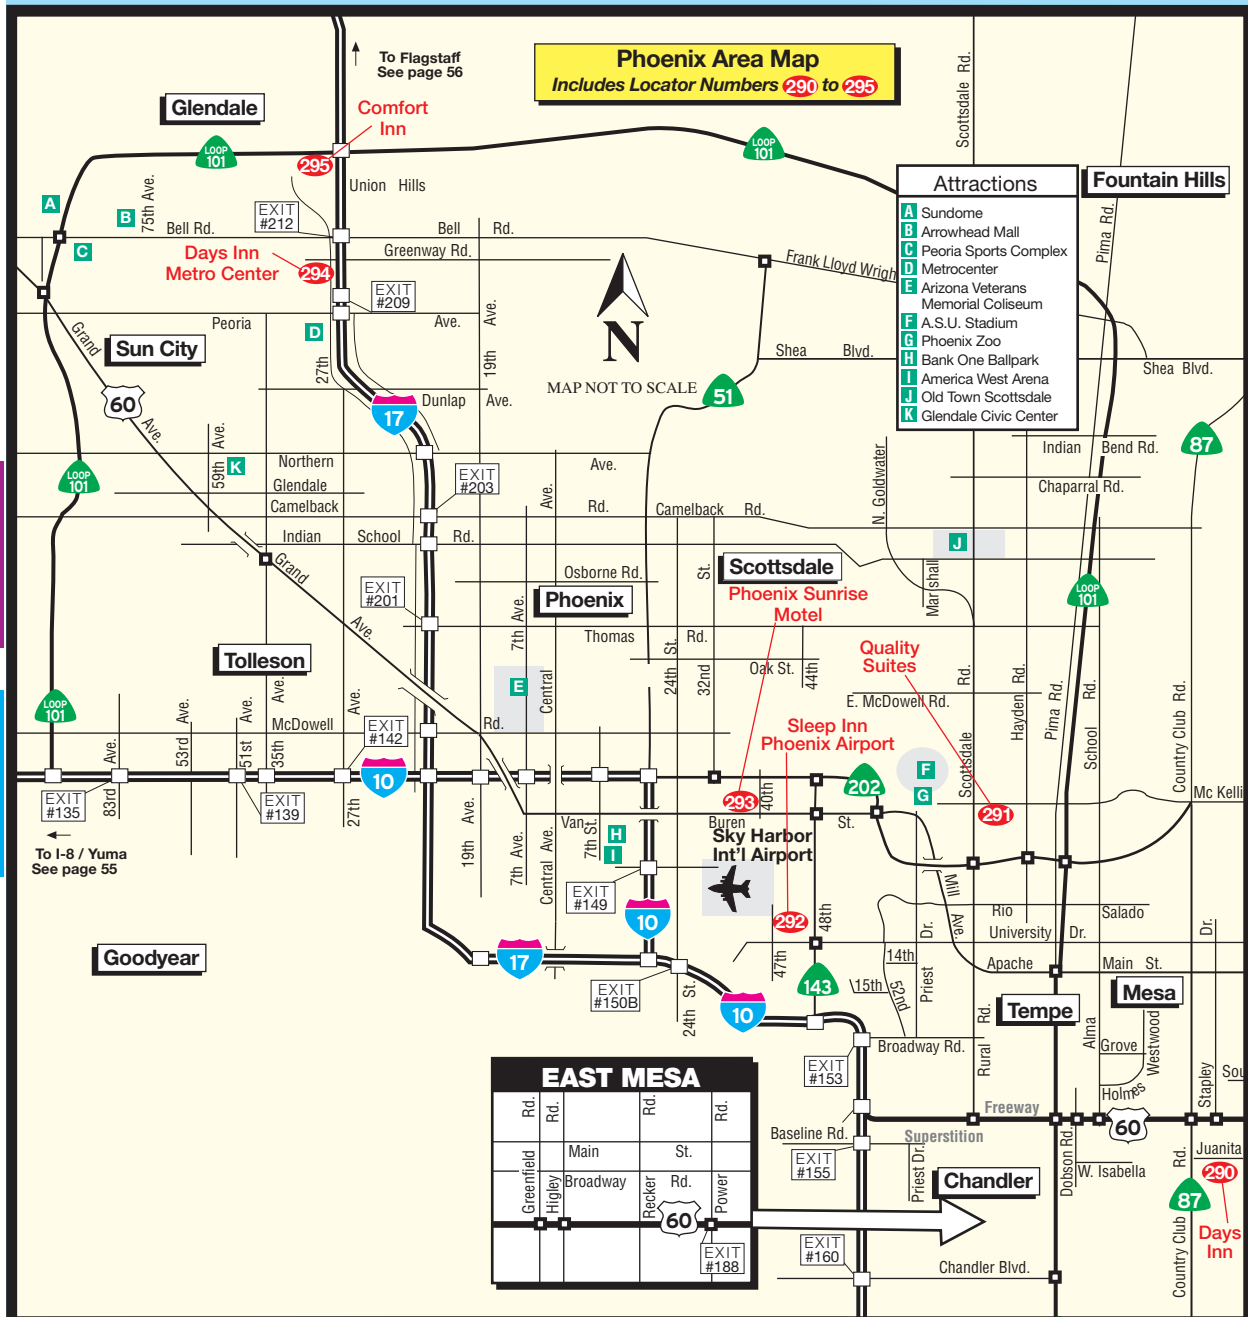 Phoenix Area Map
Includes Locator Numbers 290 to 295
To Flagstaff
See page 56
Glendale
Comfort
Inn
LOOP
101
LOOP
101
295
Union Hills
Scottsdale Rd.
Attractions
A Sundome
B Arrowhead Mall
C Peoria Sports Complex
D Metrocenter
E Arizona Veterans
Memorial Coliseum
F A.S.U. Stadium
G Phoenix Zoo
H Bank One Ballpark
I America West Arena
J Old Town Scottsdale
K Glendale Civic Center
Fountain Hills
Pima Rd.
A
B
C
75th Ave.
Bell Rd.
EXIT
#212
Bell Rd.
Greenway Rd.
Days Inn
Metro Center
294
EXIT
#209
Frank Lloyd Wrigh
N
MAP NOT TO SCALE
Peoria Ave.
D
27th
19th Ave.
Grand Ave.
Sun City
60
Shea Blvd.
Shea Blvd.
51
17
Dunlap Ave.
87
Indian Bend Rd.
59th Ave.
K
Northern Ave.
Glendale
Camelback Rd.
Camelback Rd.
Indian School Rd.
EXIT
#203
LOOP
101
N. Goldwater
Chaparral Rd.
J
Marshall
Grand Ave.
Osborne Rd.
EXIT
#201
Phoenix
Scottsdale
Phoenix Sunrise
Motel
LOOP
101
Thomas Rd.
7th Ave.
Central Ave.
24th St.
32nd St.
Oak St.
44th
Quality
Suites
Tolleson
E
E. McDowell Rd.
Scottsdale Rd.
Hayden Rd.
Pima Rd.
School Rd.
Country Club Rd.
LOOP
101
McDowell Rd.
EXIT
#142
83rd Ave.
53rd Ave.
51st Ave.
35th Ave.
27th Ave.
Sleep Inn
Phoenix Airport
EXIT
#135
EXIT
#139
10
202
F
G
293
40th
291
Mc Kelli
To I-8 / Yuma
See page 55
19th Ave.
7th Ave.
Central Ave.
7th St.
Van Buren St.
H
I
Sky Harbor
Int'l Airport
EXIT
#149
10
292
48th
47th
Mill Ave.
Rio Salado
University Dr.
Goodyear
17
EXIT
#150B
24th St.
10
143
14th
15th
52nd
Priest Dr.
Apache
Main St.
Mesa
Tempe
Rural Rd.
Alma
Grove
Westwood
Holmes
Stapley Dr.
Sou
Broadway Rd.
EXIT
#153
Freeway
Superstition
60
Baseline Rd.
EXIT
#155
Priest Dr.
Dobson Rd.
W. Isabella
Juanita
290
Days
Inn
87
Country Club Rd.
Chandler
EXIT
#160
Chandler Blvd.
EAST MESA
Greenfield Rd.
Higley Rd.
Recker Rd.
Power Rd.
Main St.
Broadway Rd.
60
EXIT
#188